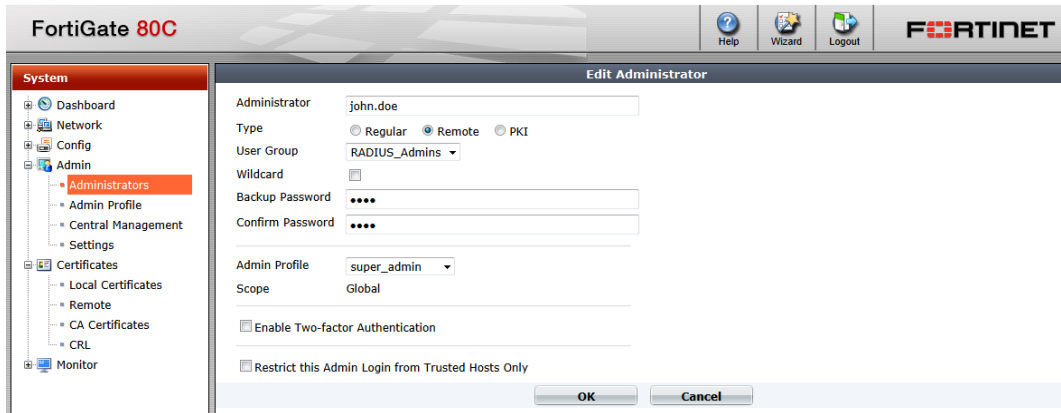 FortiGate 80C
Help
Wizard
Logout
FORTINET
System
Dashboard
Network
Config
Admin
Administrators
Admin Profile
Central Management
Settings
Certificates
Local Certificates
Remote
CA Certificates
CRL
Monitor
Edit Administrator
Administrator john.doe
Type Regular Remote PKI
User Group RADIUS_Admins
Wildcard
Backup Password ••••
Confirm Password ••••
Admin Profile super_admin
Scope Global
Enable Two-factor Authentication
Restrict this Admin Login from Trusted Hosts Only
OK Cancel